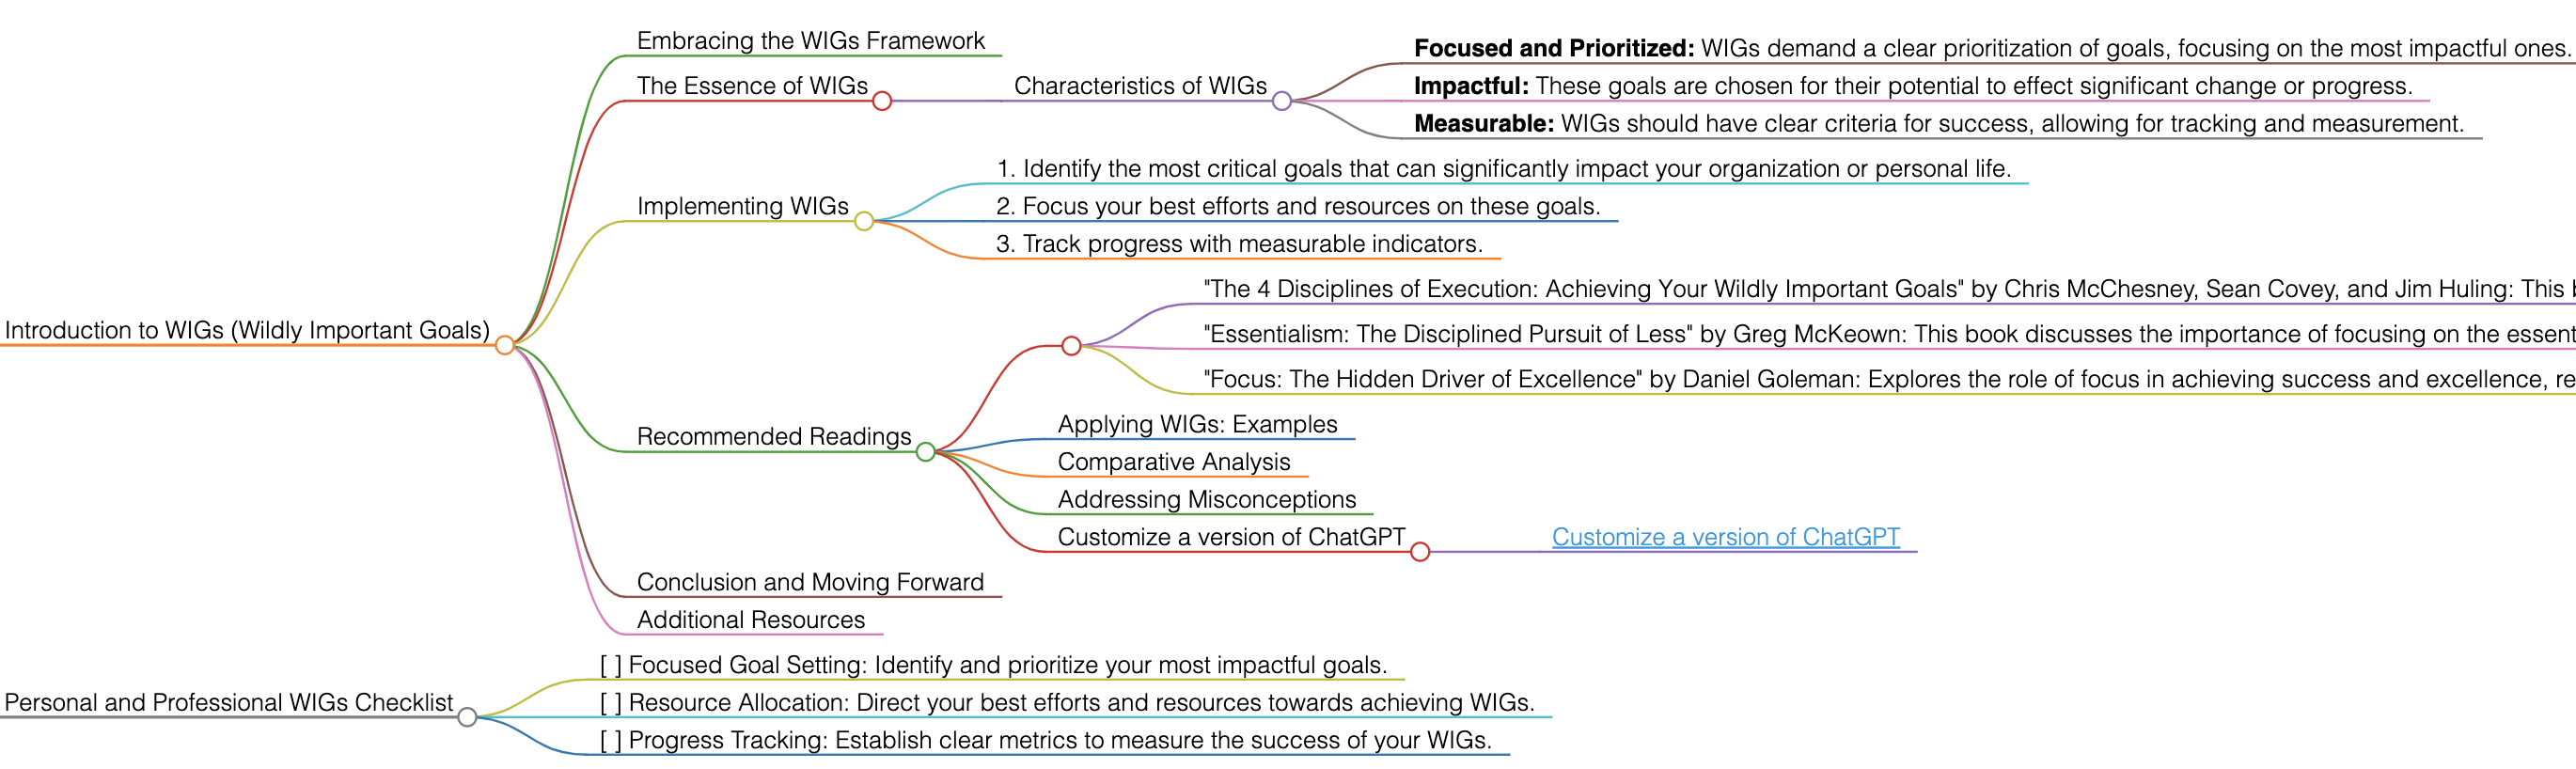 Introduction to WIGs (Wildly Important Goals)
Embracing the WIGs Framework
The Essence of WIGs
Characteristics of WIGs
Focused and Prioritized: WIGs demand a clear prioritization of goals, focusing on the most impactful ones.
Impactful: These goals are chosen for their potential to effect significant change or progress.
Measurable: WIGs should have clear criteria for success, allowing for tracking and measurement.
Implementing WIGs
1. Identify the most critical goals that can significantly impact your organization or personal life.
2. Focus your best efforts and resources on these goals.
3. Track progress with measurable indicators.
Recommended Readings
"The 4 Disciplines of Execution: Achieving Your Wildly Important Goals" by Chris McChesney, Sean Covey, and Jim Huling: This
"Essentialism: The Disciplined Pursuit of Less" by Greg McKeown: This book discusses the importance of focusing on the essent
"Focus: The Hidden Driver of Excellence" by Daniel Goleman: Explores the role of focus in achieving success and excellence, re
Applying WIGs: Examples
Comparative Analysis
Addressing Misconceptions
Customize a version of ChatGPT
Customize a version of ChatGPT
Conclusion and Moving Forward
Additional Resources
Personal and Professional WIGs Checklist
[ ] Focused Goal Setting: Identify and prioritize your most impactful goals.
[ ] Resource Allocation: Direct your best efforts and resources towards achieving WIGs.
[ ] Progress Tracking: Establish clear metrics to measure the success of your WIGs.